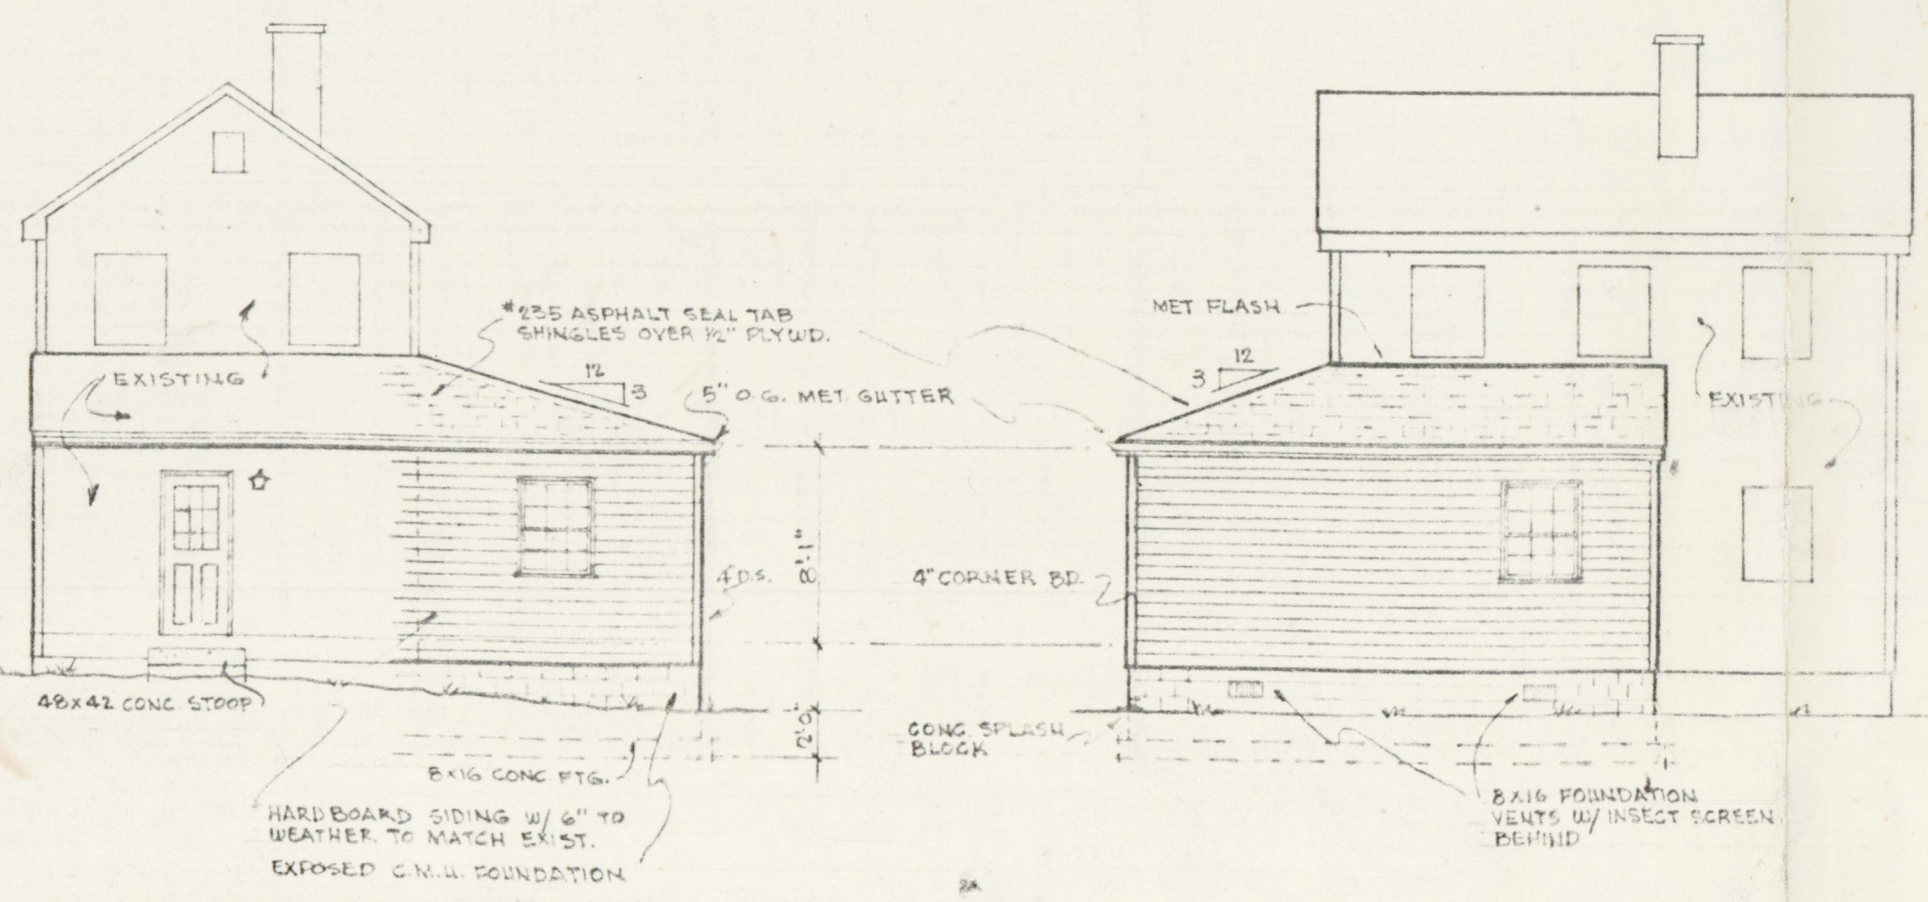 #235 ASPHALT SEAL TAB
SHINGLES OVER 1/2" PLYWD.
MET FLASH
12
3
12
3
EXISTING
5" O.G. MET. GUTTER
EXISTING
8'-1"
4" D.S.
4" CORNER BD.
48X42 CONC. STOOP
2'-0"
CONC. SPLASH
BLOCK
8X16 CONC. FTG.
HARDBOARD SIDING W/ 6" TO
WEATHER TO MATCH EXIST.
EXPOSED C.M.U. FOUNDATION
8X16 FOUNDATION
VENTS W/ INSECT SCREEN
BEHIND